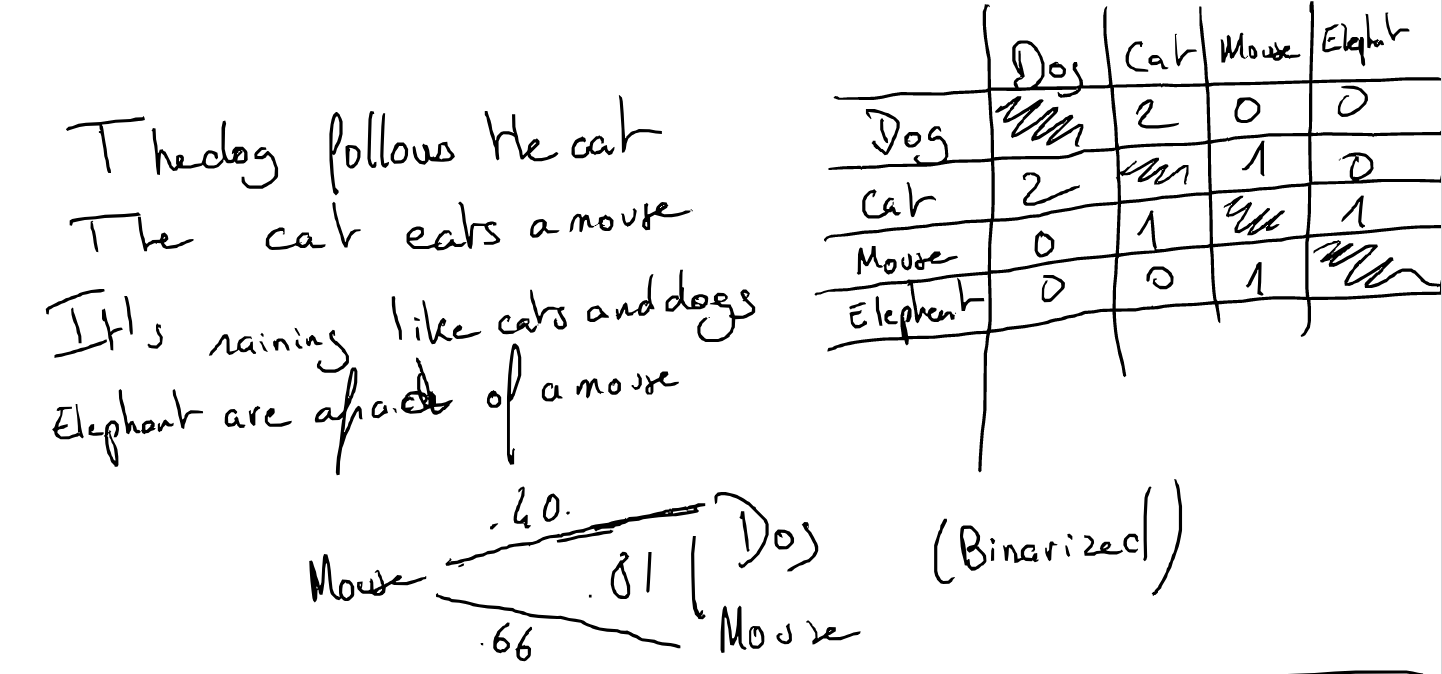 The dog follows the cat
The cat eats a mouse
It's raining like cats and dogs
Elephant are afraid of a mouse
Dog Cat Mouse Elephant
Dog 2 0 0
Cat 2 1 0
Mouse 0 1 1
Elephant 0 0 1
.20.
Mouse .81 Dog (Binarized)
.66 Mouse